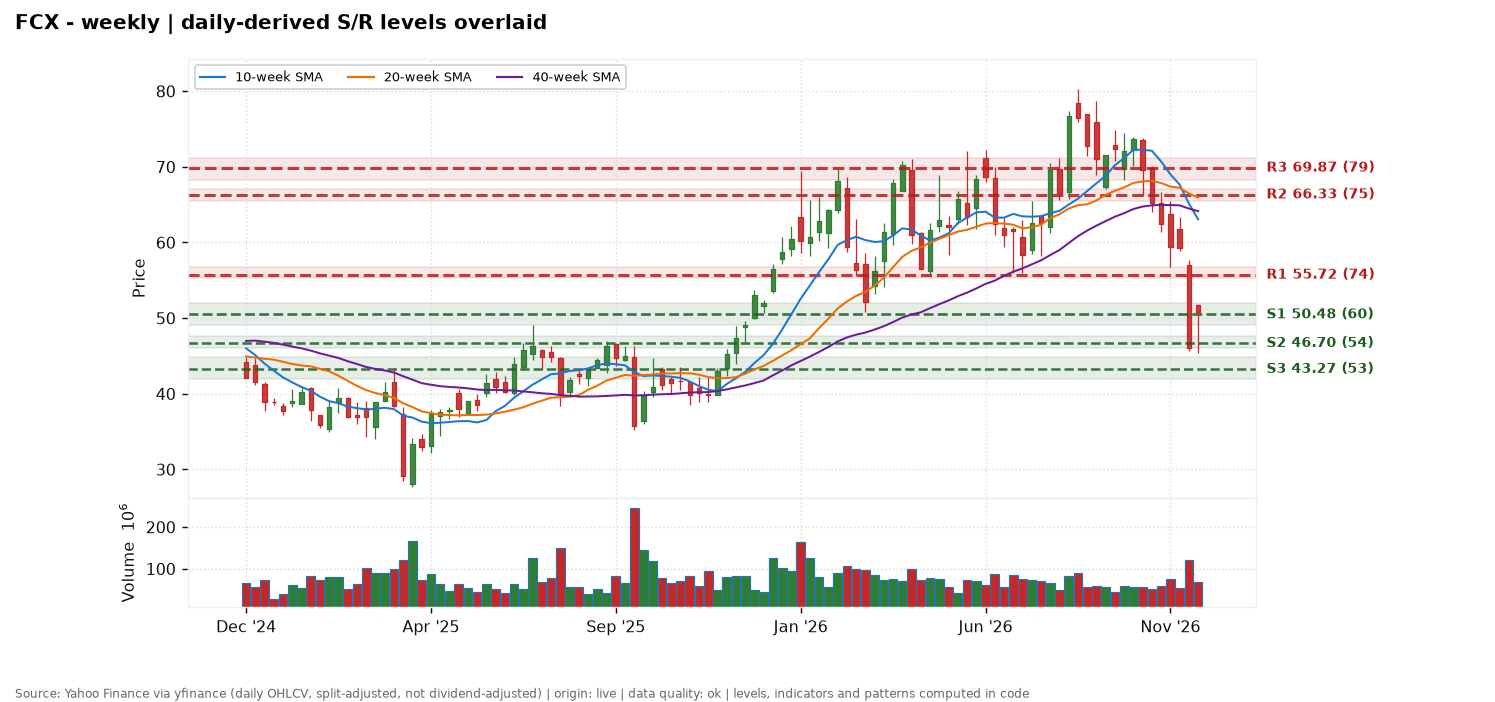 FCX - weekly | daily-derived S/R levels overlaid
10-week SMA
20-week SMA
40-week SMA
Price
80
70
60
50
40
30
R3 69.87 (79)
R2 66.33 (75)
R1 55.72 (74)
S1 50.48 (60)
S2 46.70 (54)
S3 43.27 (53)
Volume 10⁶
200
100
Dec '24
Apr '25
Sep '25
Jan '26
Jun '26
Nov '26
Source: Yahoo Finance via yfinance (daily OHLCV, split-adjusted, not dividend-adjusted) | origin: live | data quality: ok | levels, indicators and patterns computed in code